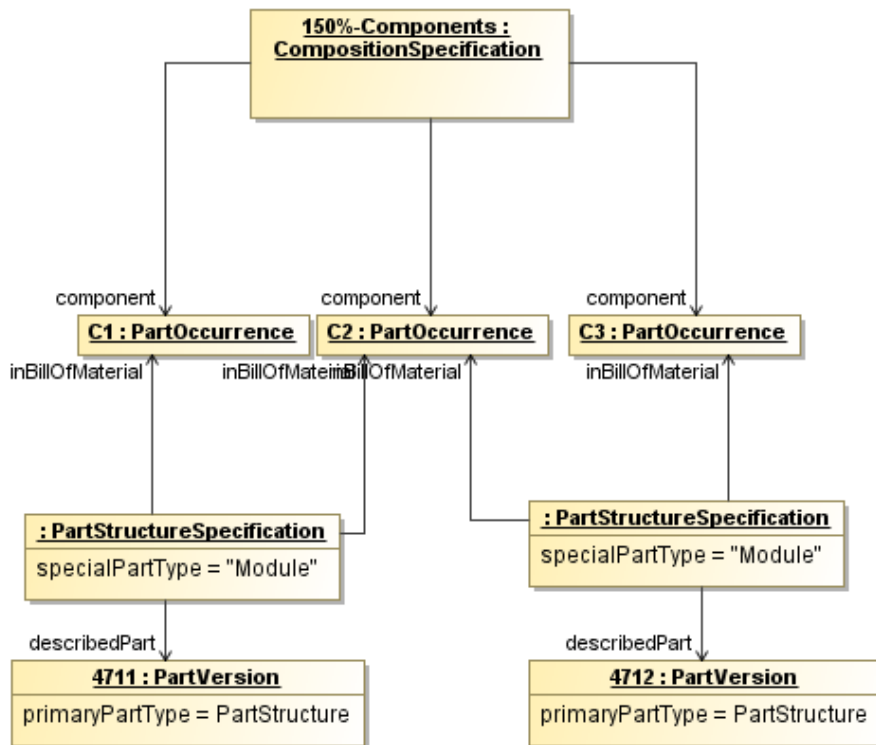 150%-Components :
CompositionSpecification
component
component
component
C1 : PartOccurrence
C2 : PartOccurrence
C3 : PartOccurrence
inBillOfMaterial
inBillOfMaterial
inBillOfMaterial
inBillOfMaterial
: PartStructureSpecification
specialPartType = "Module"
: PartStructureSpecification
specialPartType = "Module"
describedPart
describedPart
4711 : PartVersion
primaryPartType = PartStructure
4712 : PartVersion
primaryPartType = PartStructure